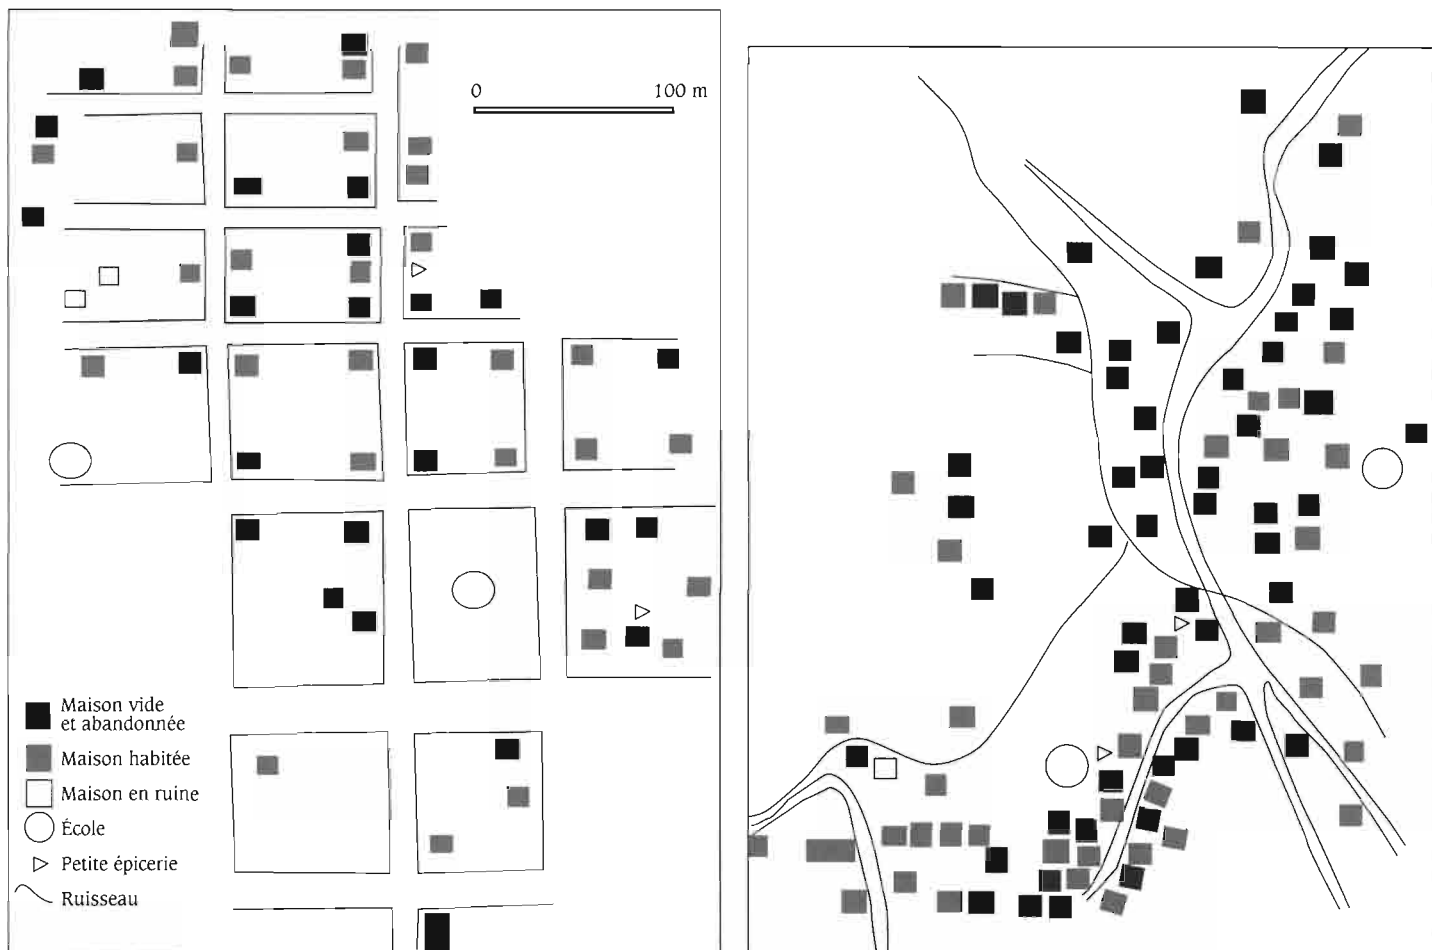 0 100 m
Maison vide
et abandonnée
Maison habitée
Maison en ruine
École
Petite épicerie
Ruisseau